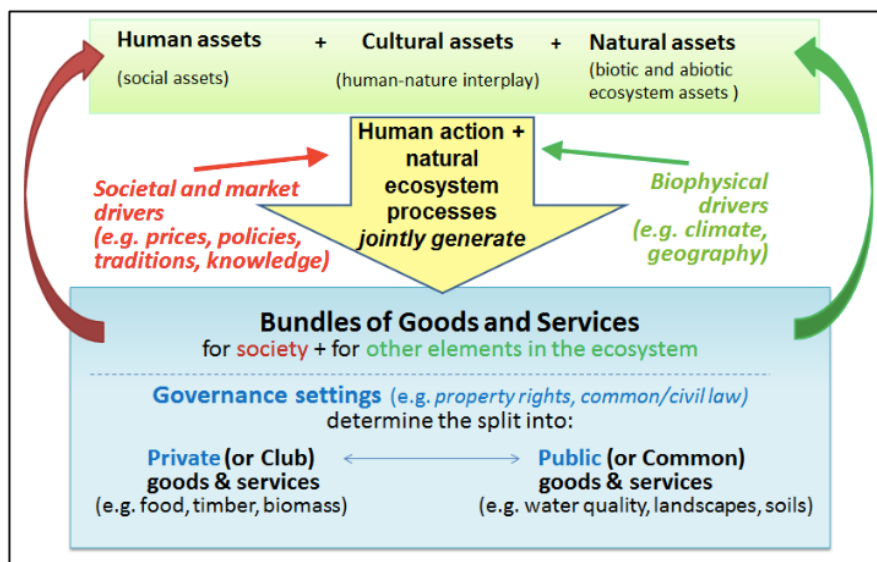 Human assets + Cultural assets + Natural assets
(social assets) (human-nature interplay) (biotic and abiotic
ecosystem assets )
Human action +
natural
ecosystem
processes
jointly generate
Societal and market
drivers
(e.g. prices, policies,
traditions, knowledge)
Biophysical
drivers
(e.g. climate,
geography)
Bundles of Goods and Services
for society + for other elements in the ecosystem
Governance settings (e.g. property rights, common/civil law)
determine the split into:
Private (or Club)
goods & services
(e.g. food, timber, biomass)
Public (or Common)
goods & services
(e.g. water quality, landscapes, soils)